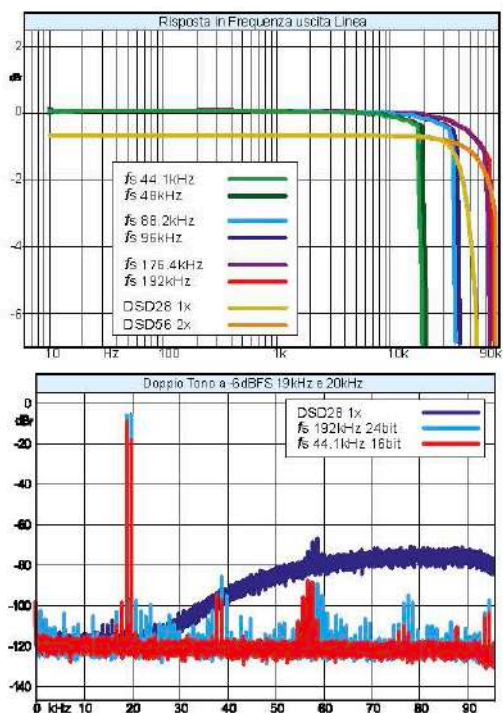 Risposta in Frequenza uscita Linea
2
dBr
0
-2
-4
-6
fs 44.1kHz
fs 48kHz
fs 88.2kHz
fs 96kHz
fs 176.4kHz
fs 192kHz
DSD28 1x
DSD56 2x
10 Hz 100 1k 10k 90k
Doppio Tono a -6dBFS 19kHz e 20kHz
0
dBr
-20
-40
-60
-80
-100
-120
-140
DSD28 1x
fs 192kHz 24bit
fs 44.1kHz 16bit
0 kHz 10 20 30 40 50 60 70 80 90